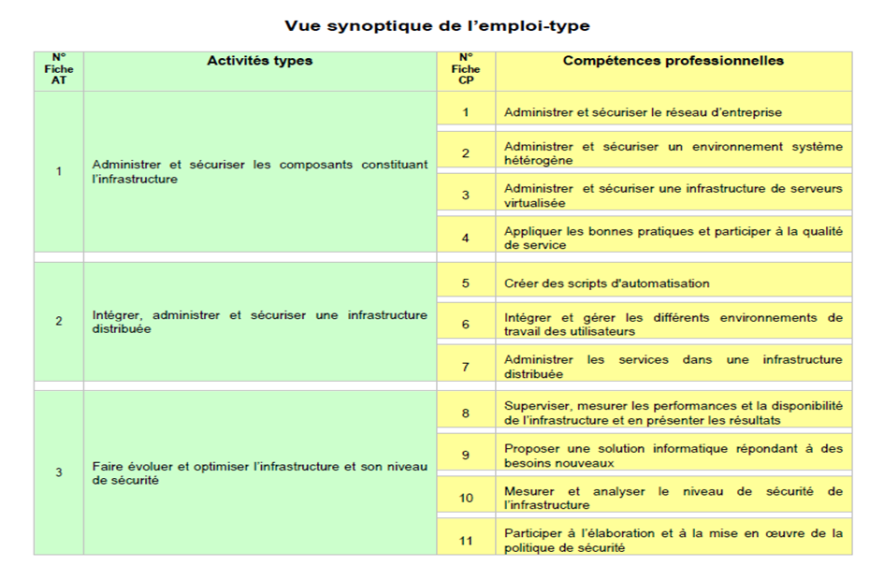 Vue synoptique de l'emploi-type
N°
Fiche
AT
Activités types
N°
Fiche
CP
Compétences professionnelles
1
Administrer et sécuriser les composants constituant
l'infrastructure
1
Administrer et sécuriser le réseau d'entreprise
2
Administrer et sécuriser un environnement système
hétérogène
3
Administrer et sécuriser une infrastructure de serveurs
virtualisée
4
Appliquer les bonnes pratiques et participer à la qualité
de service
2
Intégrer, administrer et sécuriser une infrastructure
distribuée
5
Créer des scripts d'automatisation
6
Intégrer et gérer les différents environnements de
travail des utilisateurs
7
Administrer les services dans une infrastructure
distribuée
3
Faire évoluer et optimiser l'infrastructure et son niveau
de sécurité
8
Superviser, mesurer les performances et la disponibilité
de l'infrastructure et en présenter les résultats
9
Proposer une solution informatique répondant à des
besoins nouveaux
10
Mesurer et analyser le niveau de sécurité de
l'infrastructure
11
Participer à l'élaboration et à la mise en œuvre de la
politique de sécurité